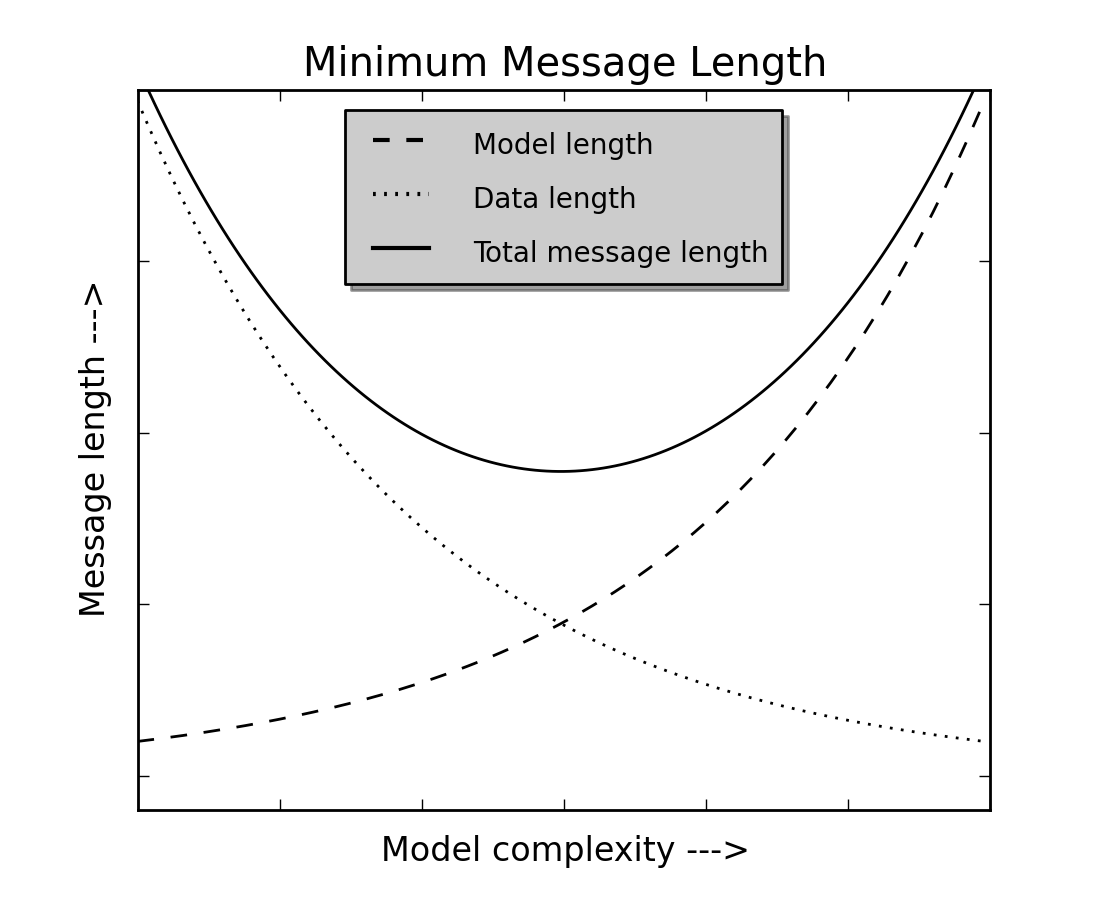 Minimum Message Length
Model length
Data length
Total message length
Message length --->
Model complexity --->